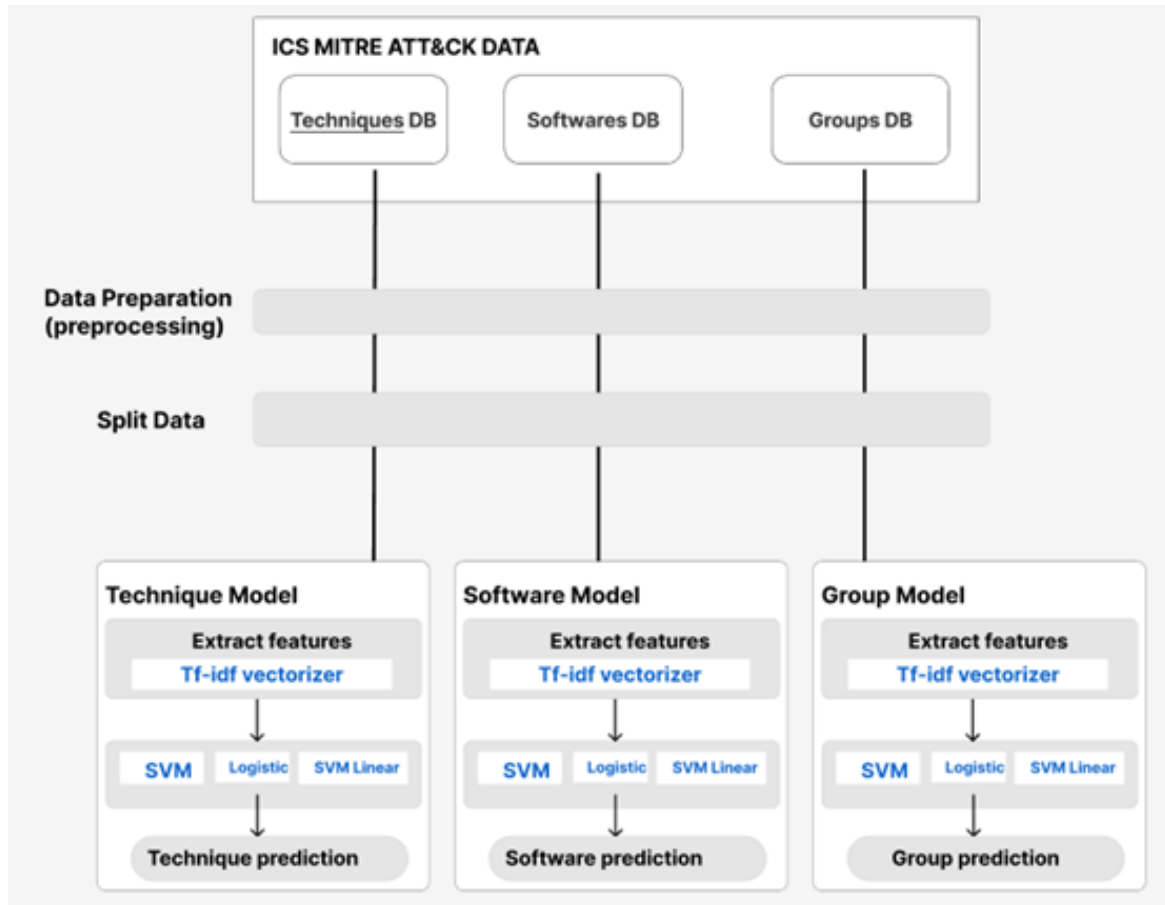 ICS MITRE ATT&CK DATA
Techniques DB
Softwares DB
Groups DB
Data Preparation
(preprocessing)
Split Data
Technique Model
Extract features
Tf-idf vectorizer
SVM
Logistic
SVM Linear
Technique prediction
Software Model
Extract features
Tf-idf vectorizer
SVM
Logistic
SVM Linear
Software prediction
Group Model
Extract features
Tf-idf vectorizer
SVM
Logistic
SVM Linear
Group prediction